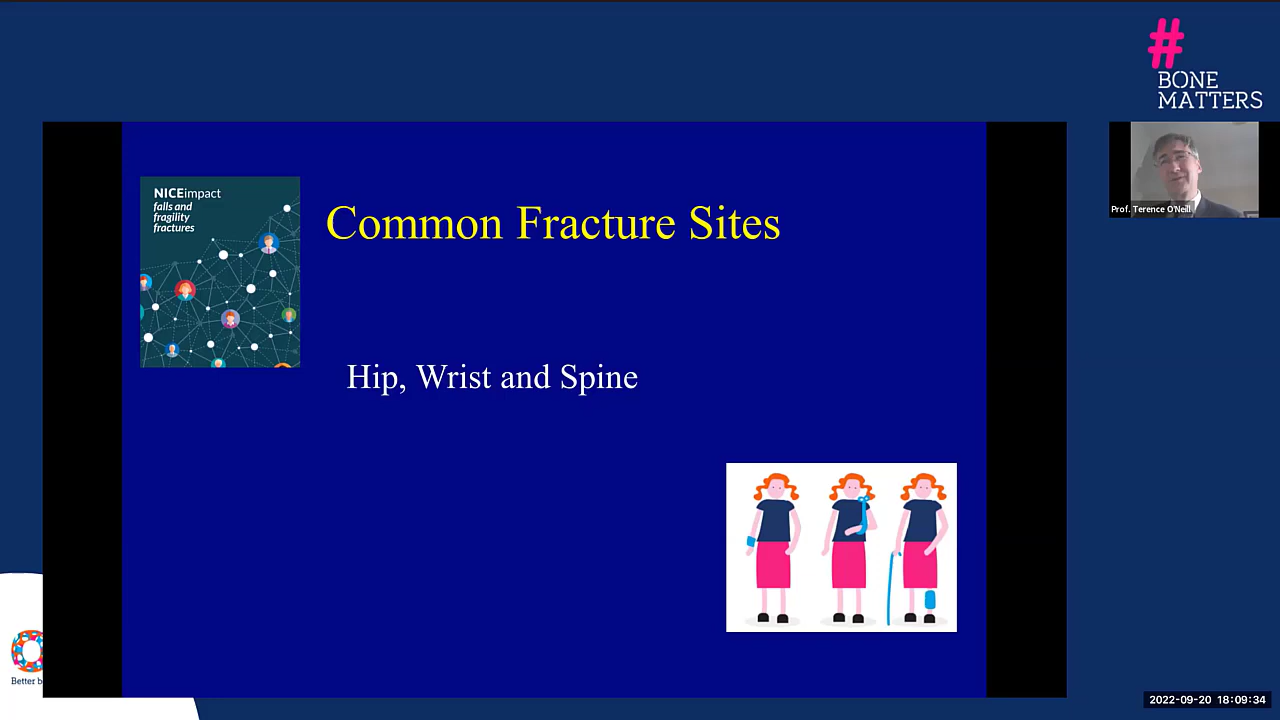 #
BONE
MATTERS
NICEimpact
falls and
fragility
fractures
Common Fracture Sites
Prof. Terence O'Neill
Hip, Wrist and Spine
Better b
2022-09-20 18:09:34